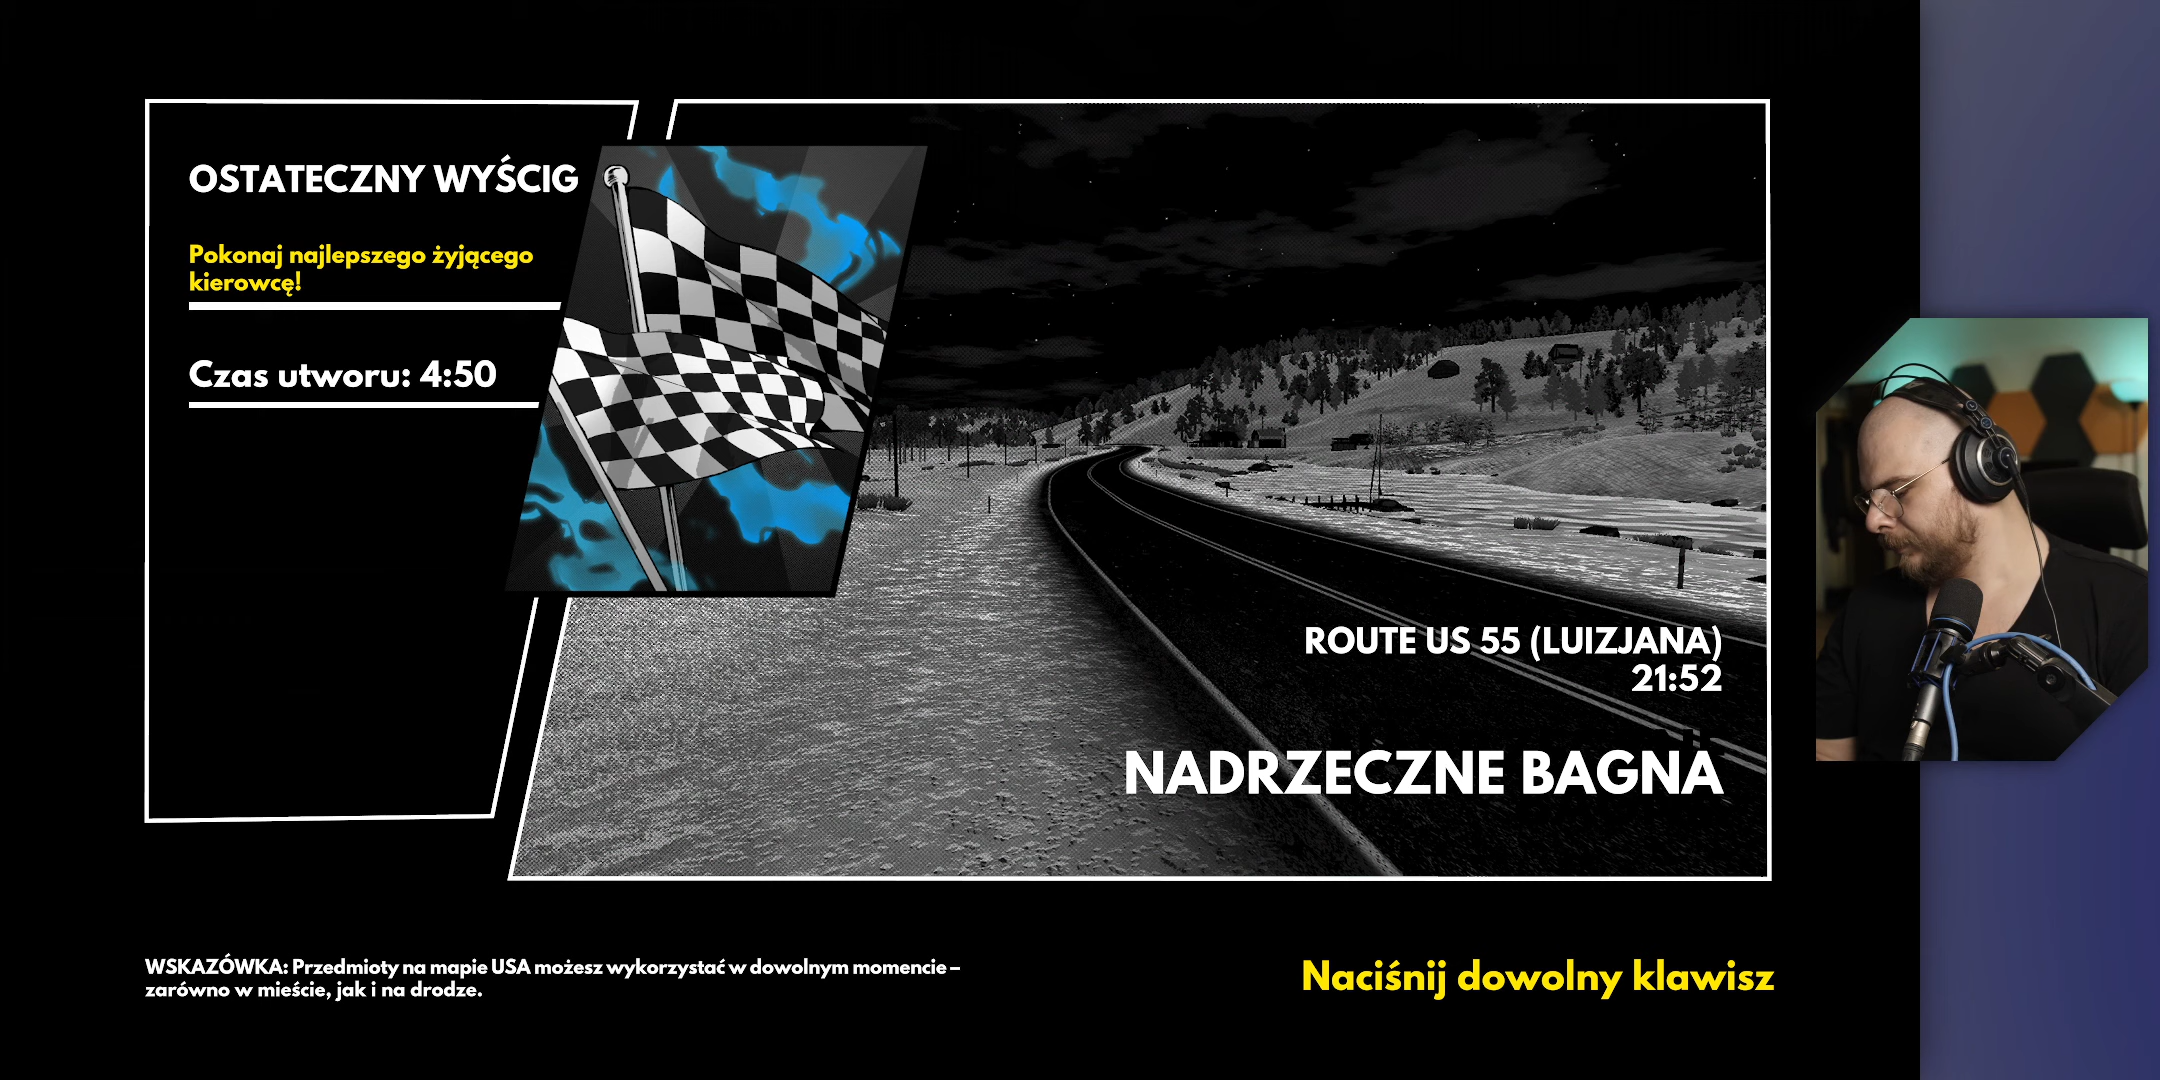 OSTATECZNY WYŚCIG
Pokonaj najlepszego żyjącego
kierowcę!
Czas utworu: 4:50
ROUTE US 55 (LUIZJANA)
21:52
NADRZECZNE BAGNA
WSKAZÓWKA: Przedmioty na mapie USA możesz wykorzystać w dowolnym momencie –
zarówno w mieście, jak i na drodze.
Naciśnij dowolny klawisz